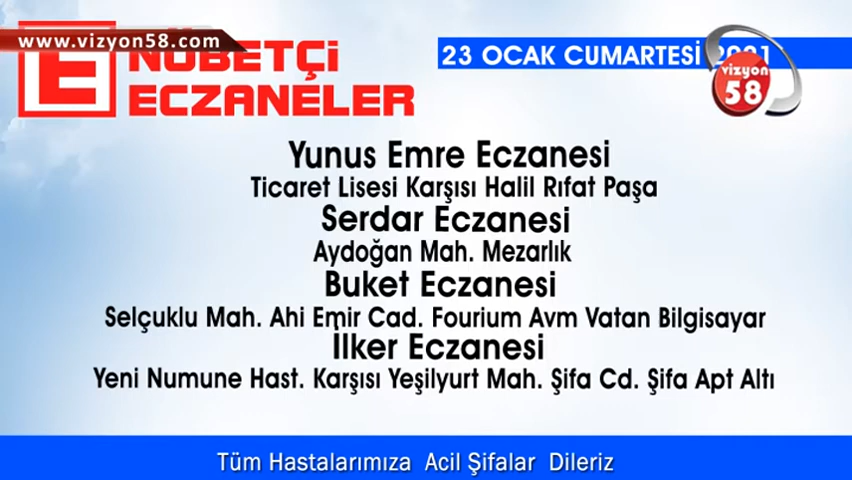 www.vizyon58.com
E NÖBETÇİ
ECZANELER
23 OCAK CUMARTESİ
vizyon
58
Yunus Emre Eczanesi
Ticaret Lisesi Karşısı Halil Rıfat Paşa
Serdar Eczanesi
Aydoğan Mah. Mezarlık
Buket Eczanesi
Selçuklu Mah. Ahi Emir Cad. Fourium Avm Vatan Bilgisayar
İlker Eczanesi
Yeni Numune Hast. Karşısı Yeşilyurt Mah. Şifa Cd. Şifa Apt Altı
Tüm Hastalarımıza Acil Şifalar Dileriz